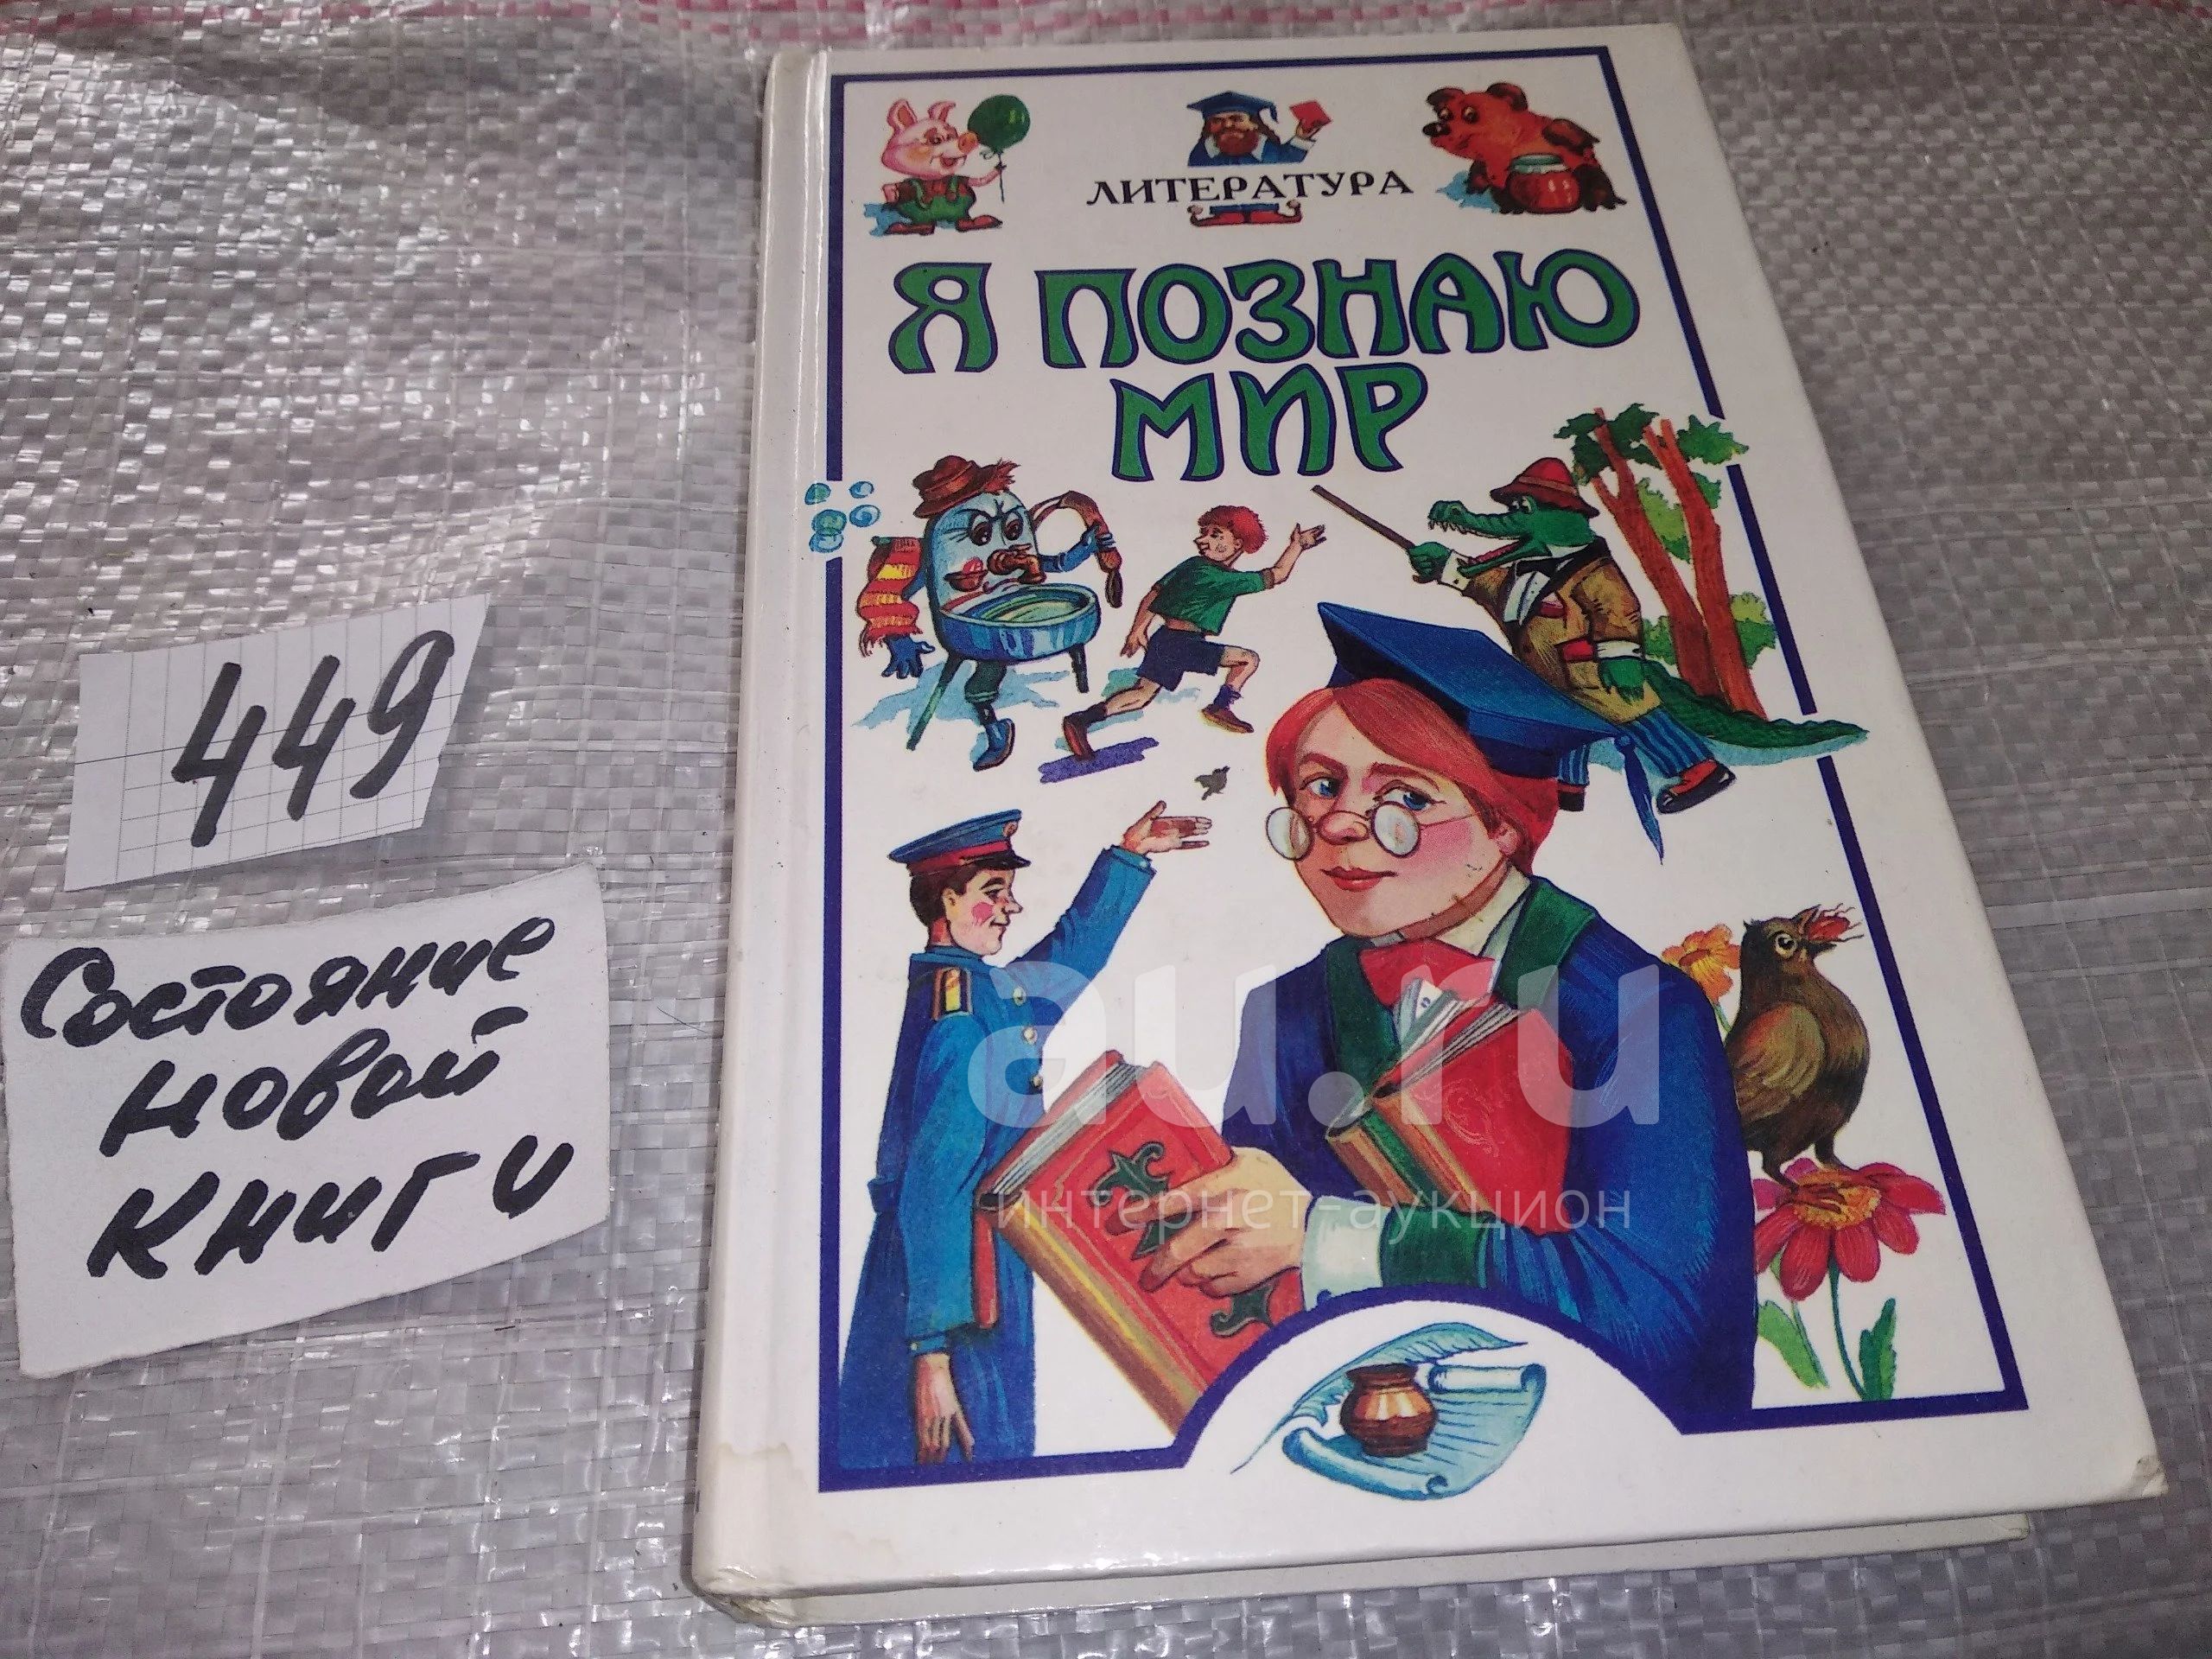 ЛИТЕРАТУРА
Я ПОЗНАЮ
МИР
449
Состояние
новой
книги
au.ru
интернет-аукцион